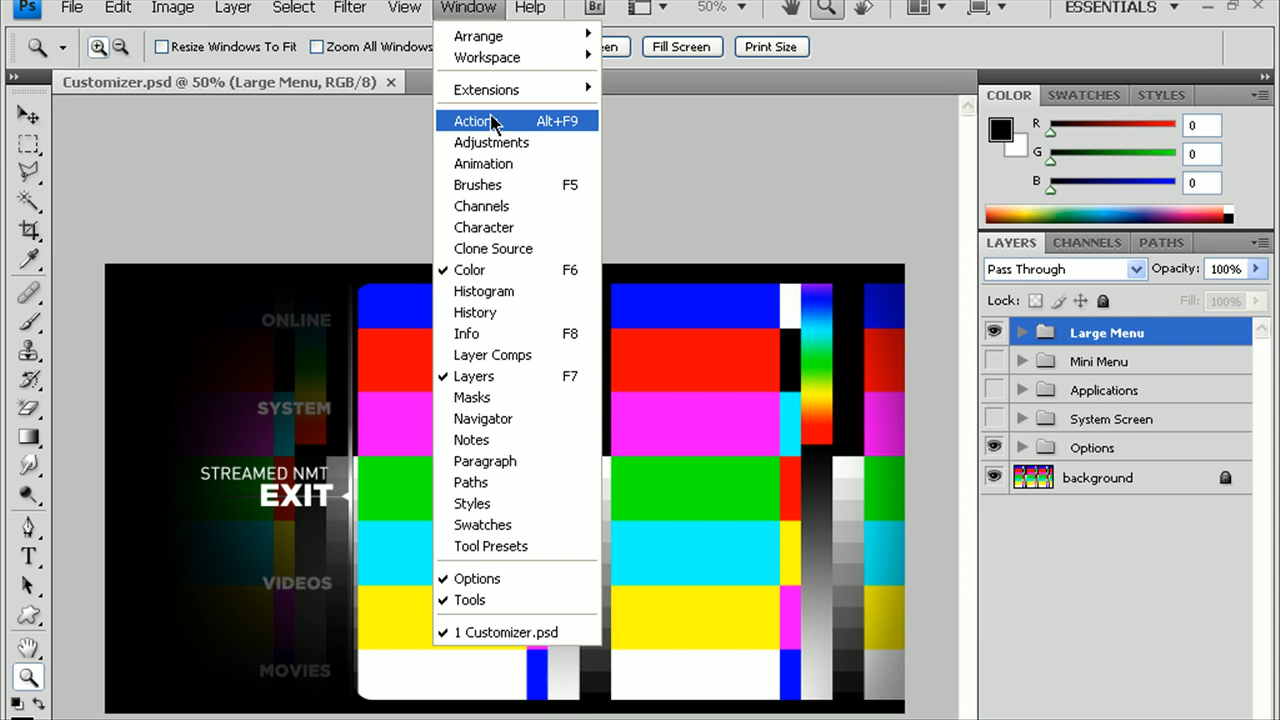 Ps File Edit Image Layer Select Filter View Window Help Br 50% ESSENTIALS
Resize Windows To Fit Zoom All Windows Fill Screen Print Size
Customizer.psd @ 50% (Large Menu, RGB/8)
Arrange
Workspace
Extensions
Action Alt+F9
Adjustments
Animation
Brushes F5
Channels
Character
Clone Source
Color F6
Histogram
History
Info F8
Layer Comps
Layers F7
Masks
Navigator
Notes
Paragraph
Paths
Styles
Swatches
Tool Presets
Options
Tools
1 Customizer.psd
ONLINE
SYSTEM
STREAMED NMT
EXIT
VIDEOS
MOVIES
COLOR SWATCHES STYLES
R 0
G 0
B 0
LAYERS CHANNELS PATHS
Pass Through Opacity: 100%
Lock: Fill: 100%
Large Menu
Mini Menu
Applications
System Screen
Options
background